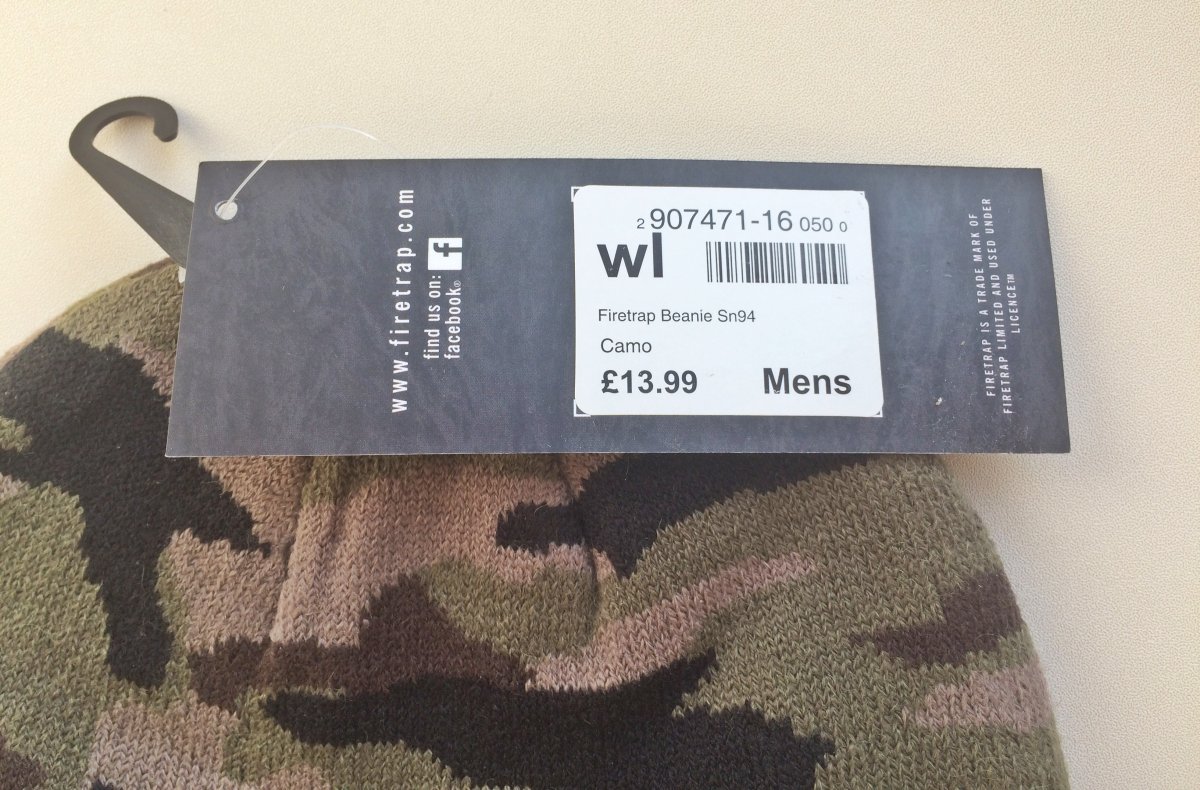 www.firetrap.com
find us on:
facebook®
f
2 907471-16 050 0
wl
Firetrap Beanie Sn94
Camo
£13.99 Mens
FIRETRAP IS A TRADE MARK OF
FIRETRAP LIMITED AND USED UNDER
LICENCE™